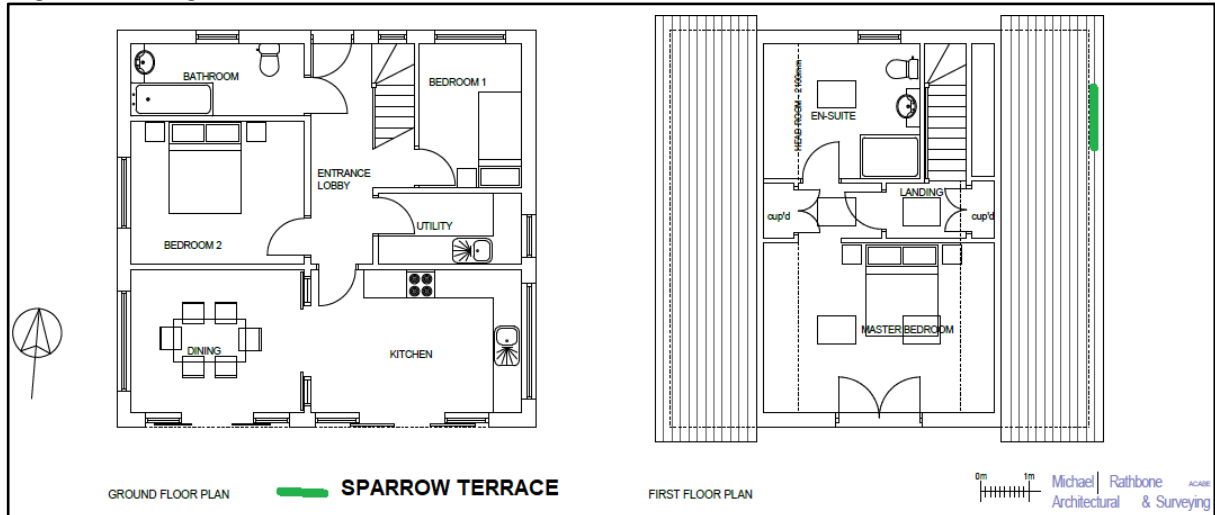 BATHROOM
BEDROOM 1
ENTRANCE
LOBBY
BEDROOM 2
UTILITY
DINING
KITCHEN
HEAD ROOM - 2100mm
EN-SUITE
LANDING
cup'd
cup'd
MASTER BEDROOM
GROUND FLOOR PLAN
SPARROW TERRACE
FIRST FLOOR PLAN
0m 1m
Michael Rathbone ACABE
Architectural & Surveying